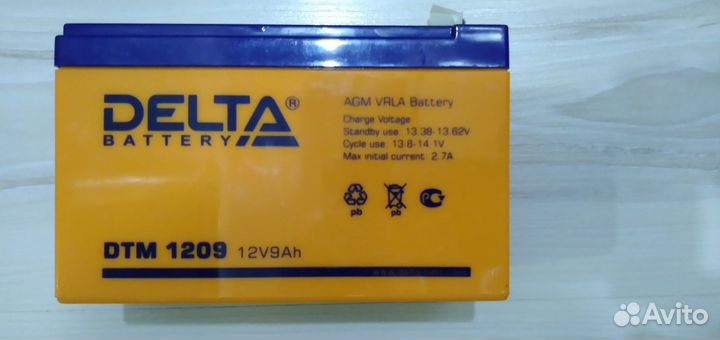 DELTA®
BATTERY
AGM VRLA Battery
Charge Voltage
Standby use: 13.38-13.62V
Cycle use: 13.8-14.1V
Max initial current: 2.7A
pb
pb
DTM 1209 12V9Ah
Avito